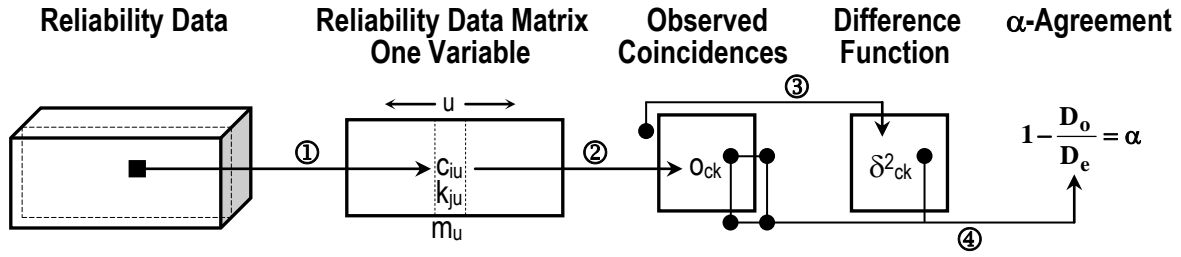 Reliability Data
Reliability Data Matrix
One Variable
Observed
Coincidences
Difference
Function
α-Agreement
u
①
②
③
④
c_iu
k_ju
m_u
o_ck
δ²_ck
1 − D_o/D_e = α